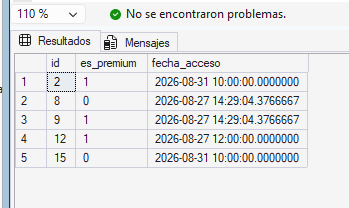 110 %
No se encontraron problemas.
Resultados Mensajes
id es_premium fecha_acceso
1 2 1 2026-08-31 10:00:00.0000000
2 8 0 2026-08-27 14:29:04.3766667
3 9 1 2026-08-27 14:29:04.3766667
4 12 1 2026-08-27 12:00:00.0000000
5 15 0 2026-08-31 10:00:00.0000000